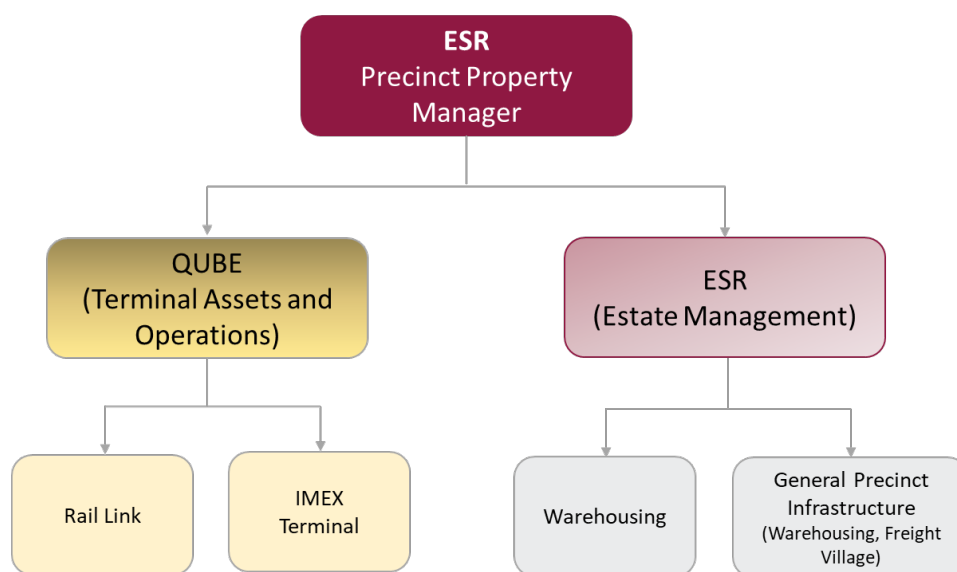 ESR
Precinct Property
Manager
QUBE
(Terminal Assets and
Operations)
ESR
(Estate Management)
Rail Link
IMEX
Terminal
Warehousing
General Precinct
Infrastructure
(Warehousing, Freight
Village)